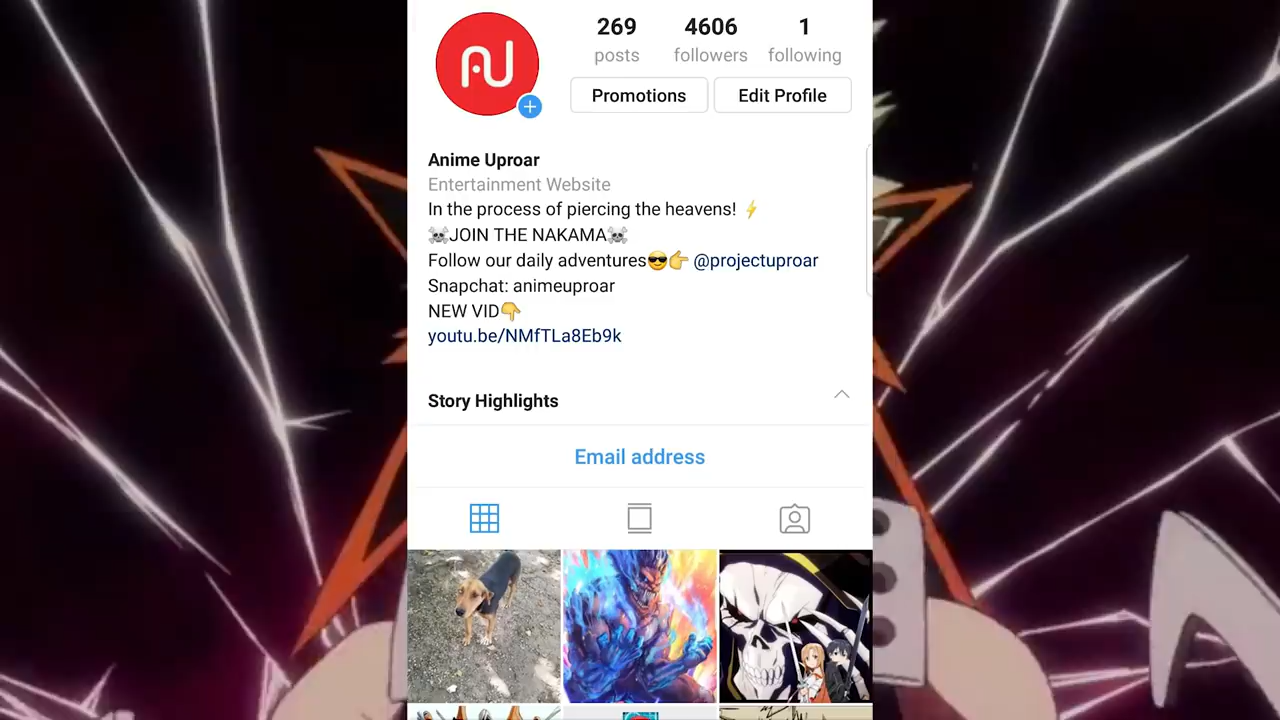 269 4606 1
posts followers following
Promotions Edit Profile
Anime Uproar
Entertainment Website
In the process of piercing the heavens! ⚡
☠JOIN THE NAKAMA☠
Follow our daily adventures😎👉 @projectuproar
Snapchat: animeuproar
NEW VID👇
youtu.be/NMfTLa8Eb9k
Story Highlights
Email address